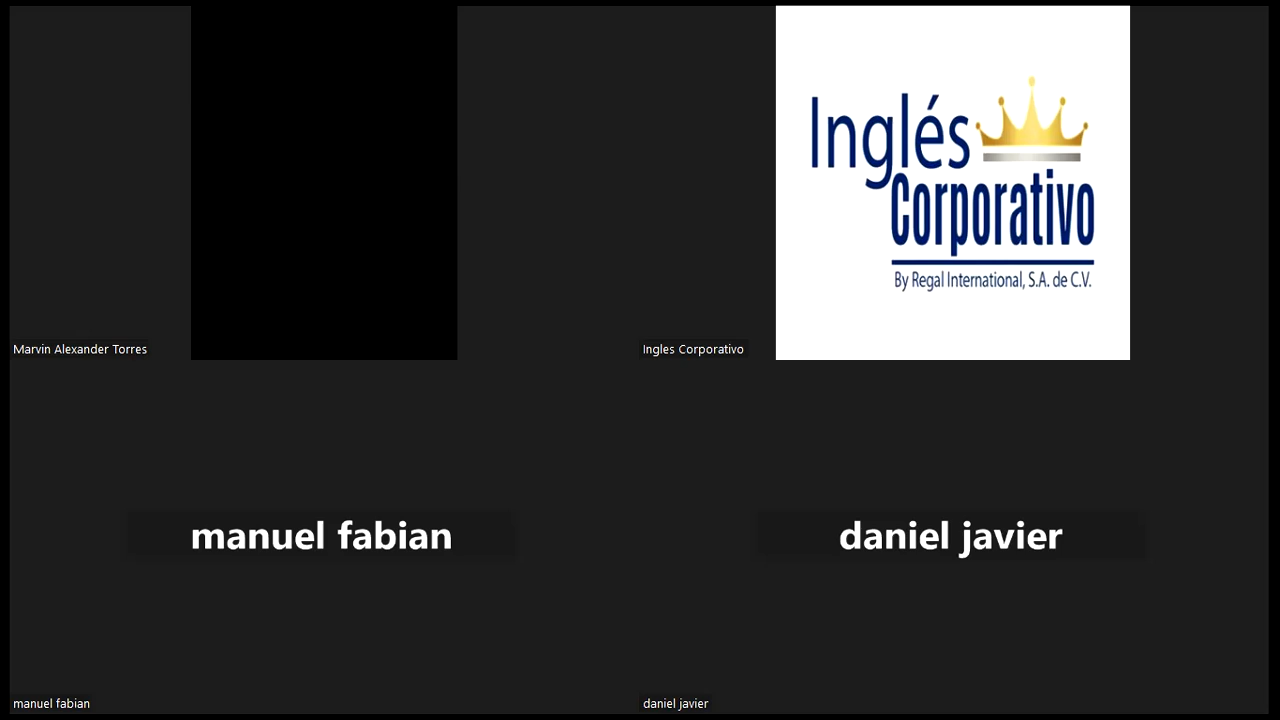 Inglés
Corporativo
By Regal International, S.A. de C.V.
Marvin Alexander Torres
Ingles Corporativo
manuel fabian
daniel javier
manuel fabian
daniel javier